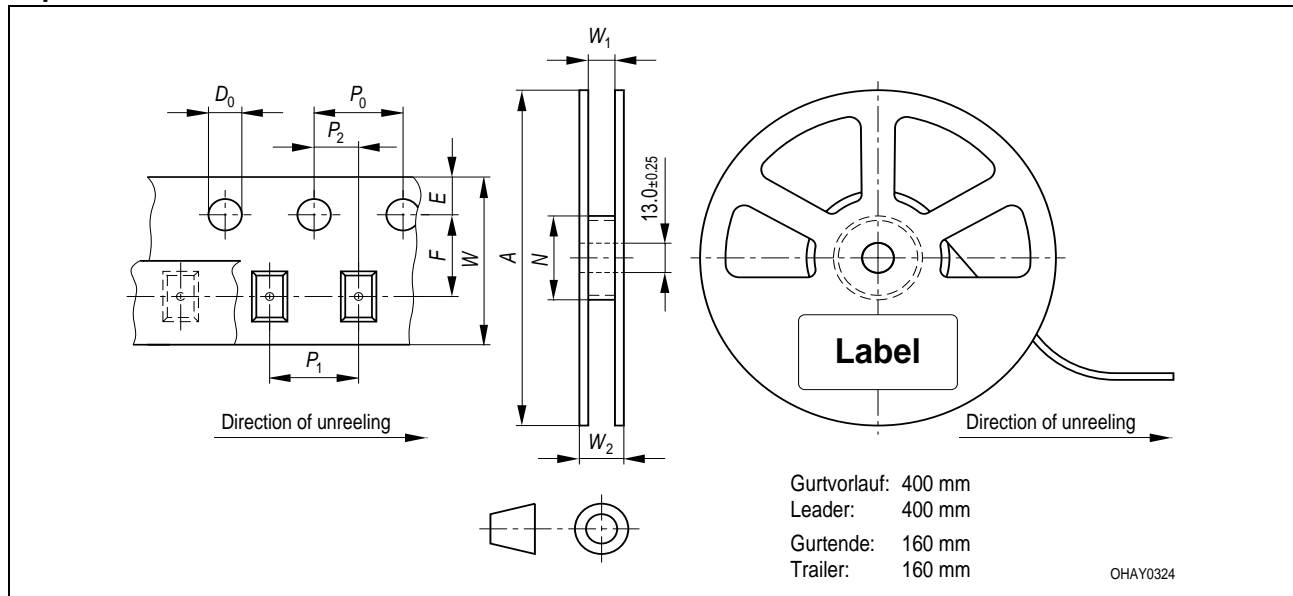 W1
D0
P0
P2
E
F
W
A
N
13.0±0.25
P1
Label
Direction of unreeling
W2
Direction of unreeling
Gurtvorlauf: 400 mm
Leader: 400 mm
Gurtende: 160 mm
Trailer: 160 mm
OHAY0324